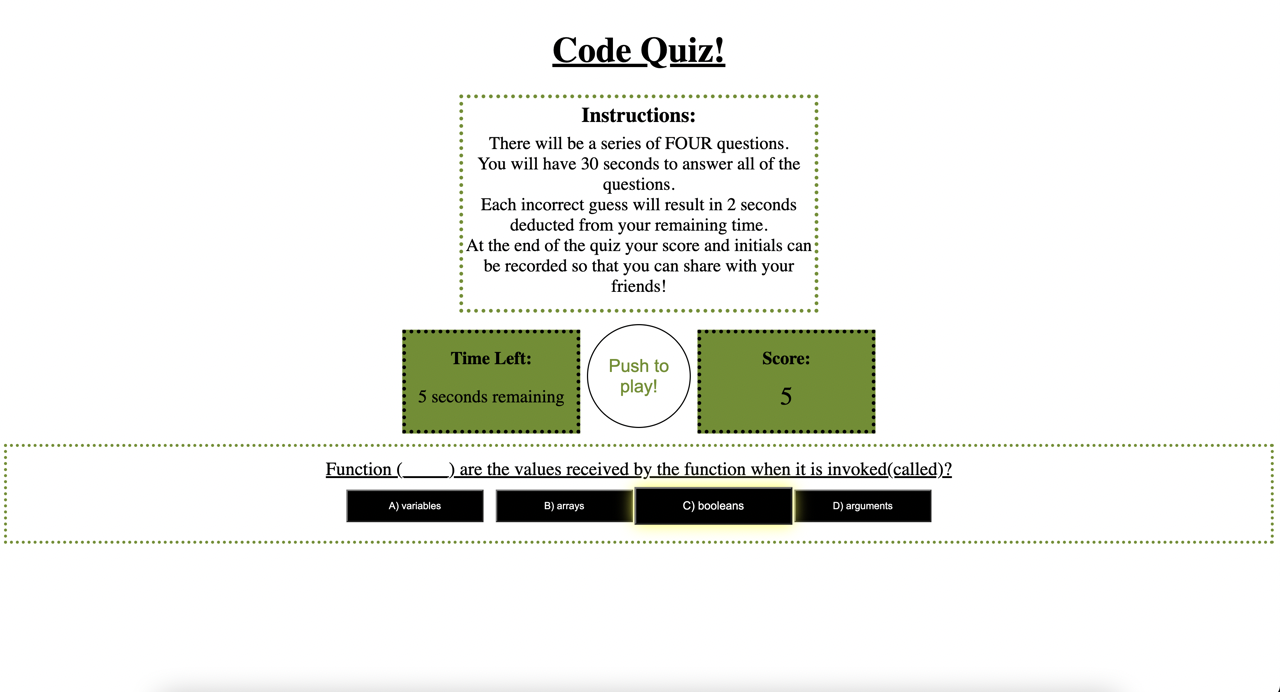 Code Quiz!
Instructions:
There will be a series of FOUR questions.
You will have 30 seconds to answer all of the
questions.
Each incorrect guess will result in 2 seconds
deducted from your remaining time.
At the end of the quiz your score and initials can
be recorded so that you can share with your
friends!
Time Left:
5 seconds remaining
Push to
play!
Score:
5
Function (_____) are the values received by the function when it is invoked(called)?
A) variables B) arrays C) booleans D) arguments